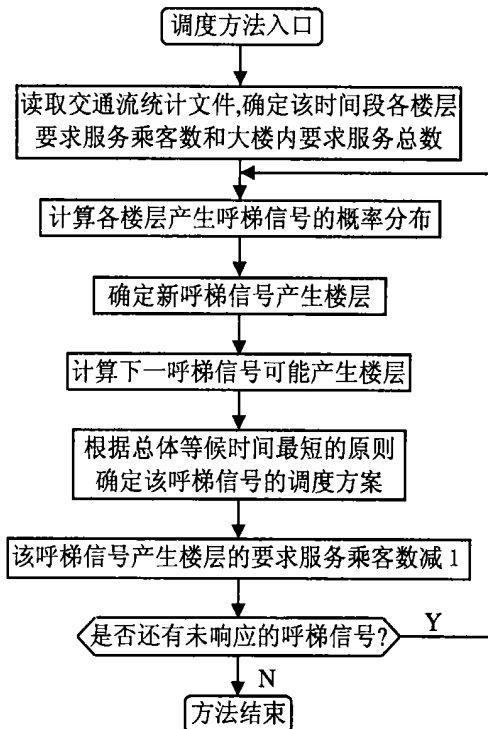 调度方法入口
读取交通流统计文件,确定该时间段各楼层
要求服务乘客数和大楼内要求服务总数
计算各楼层产生呼梯信号的概率分布
确定新呼梯信号产生楼层
计算下一呼梯信号可能产生楼层
根据总体等候时间最短的原则
确定该呼梯信号的调度方案
该呼梯信号产生楼层的要求服务乘客数减1
是否还有未响应的呼梯信号?
Y
N
方法结束